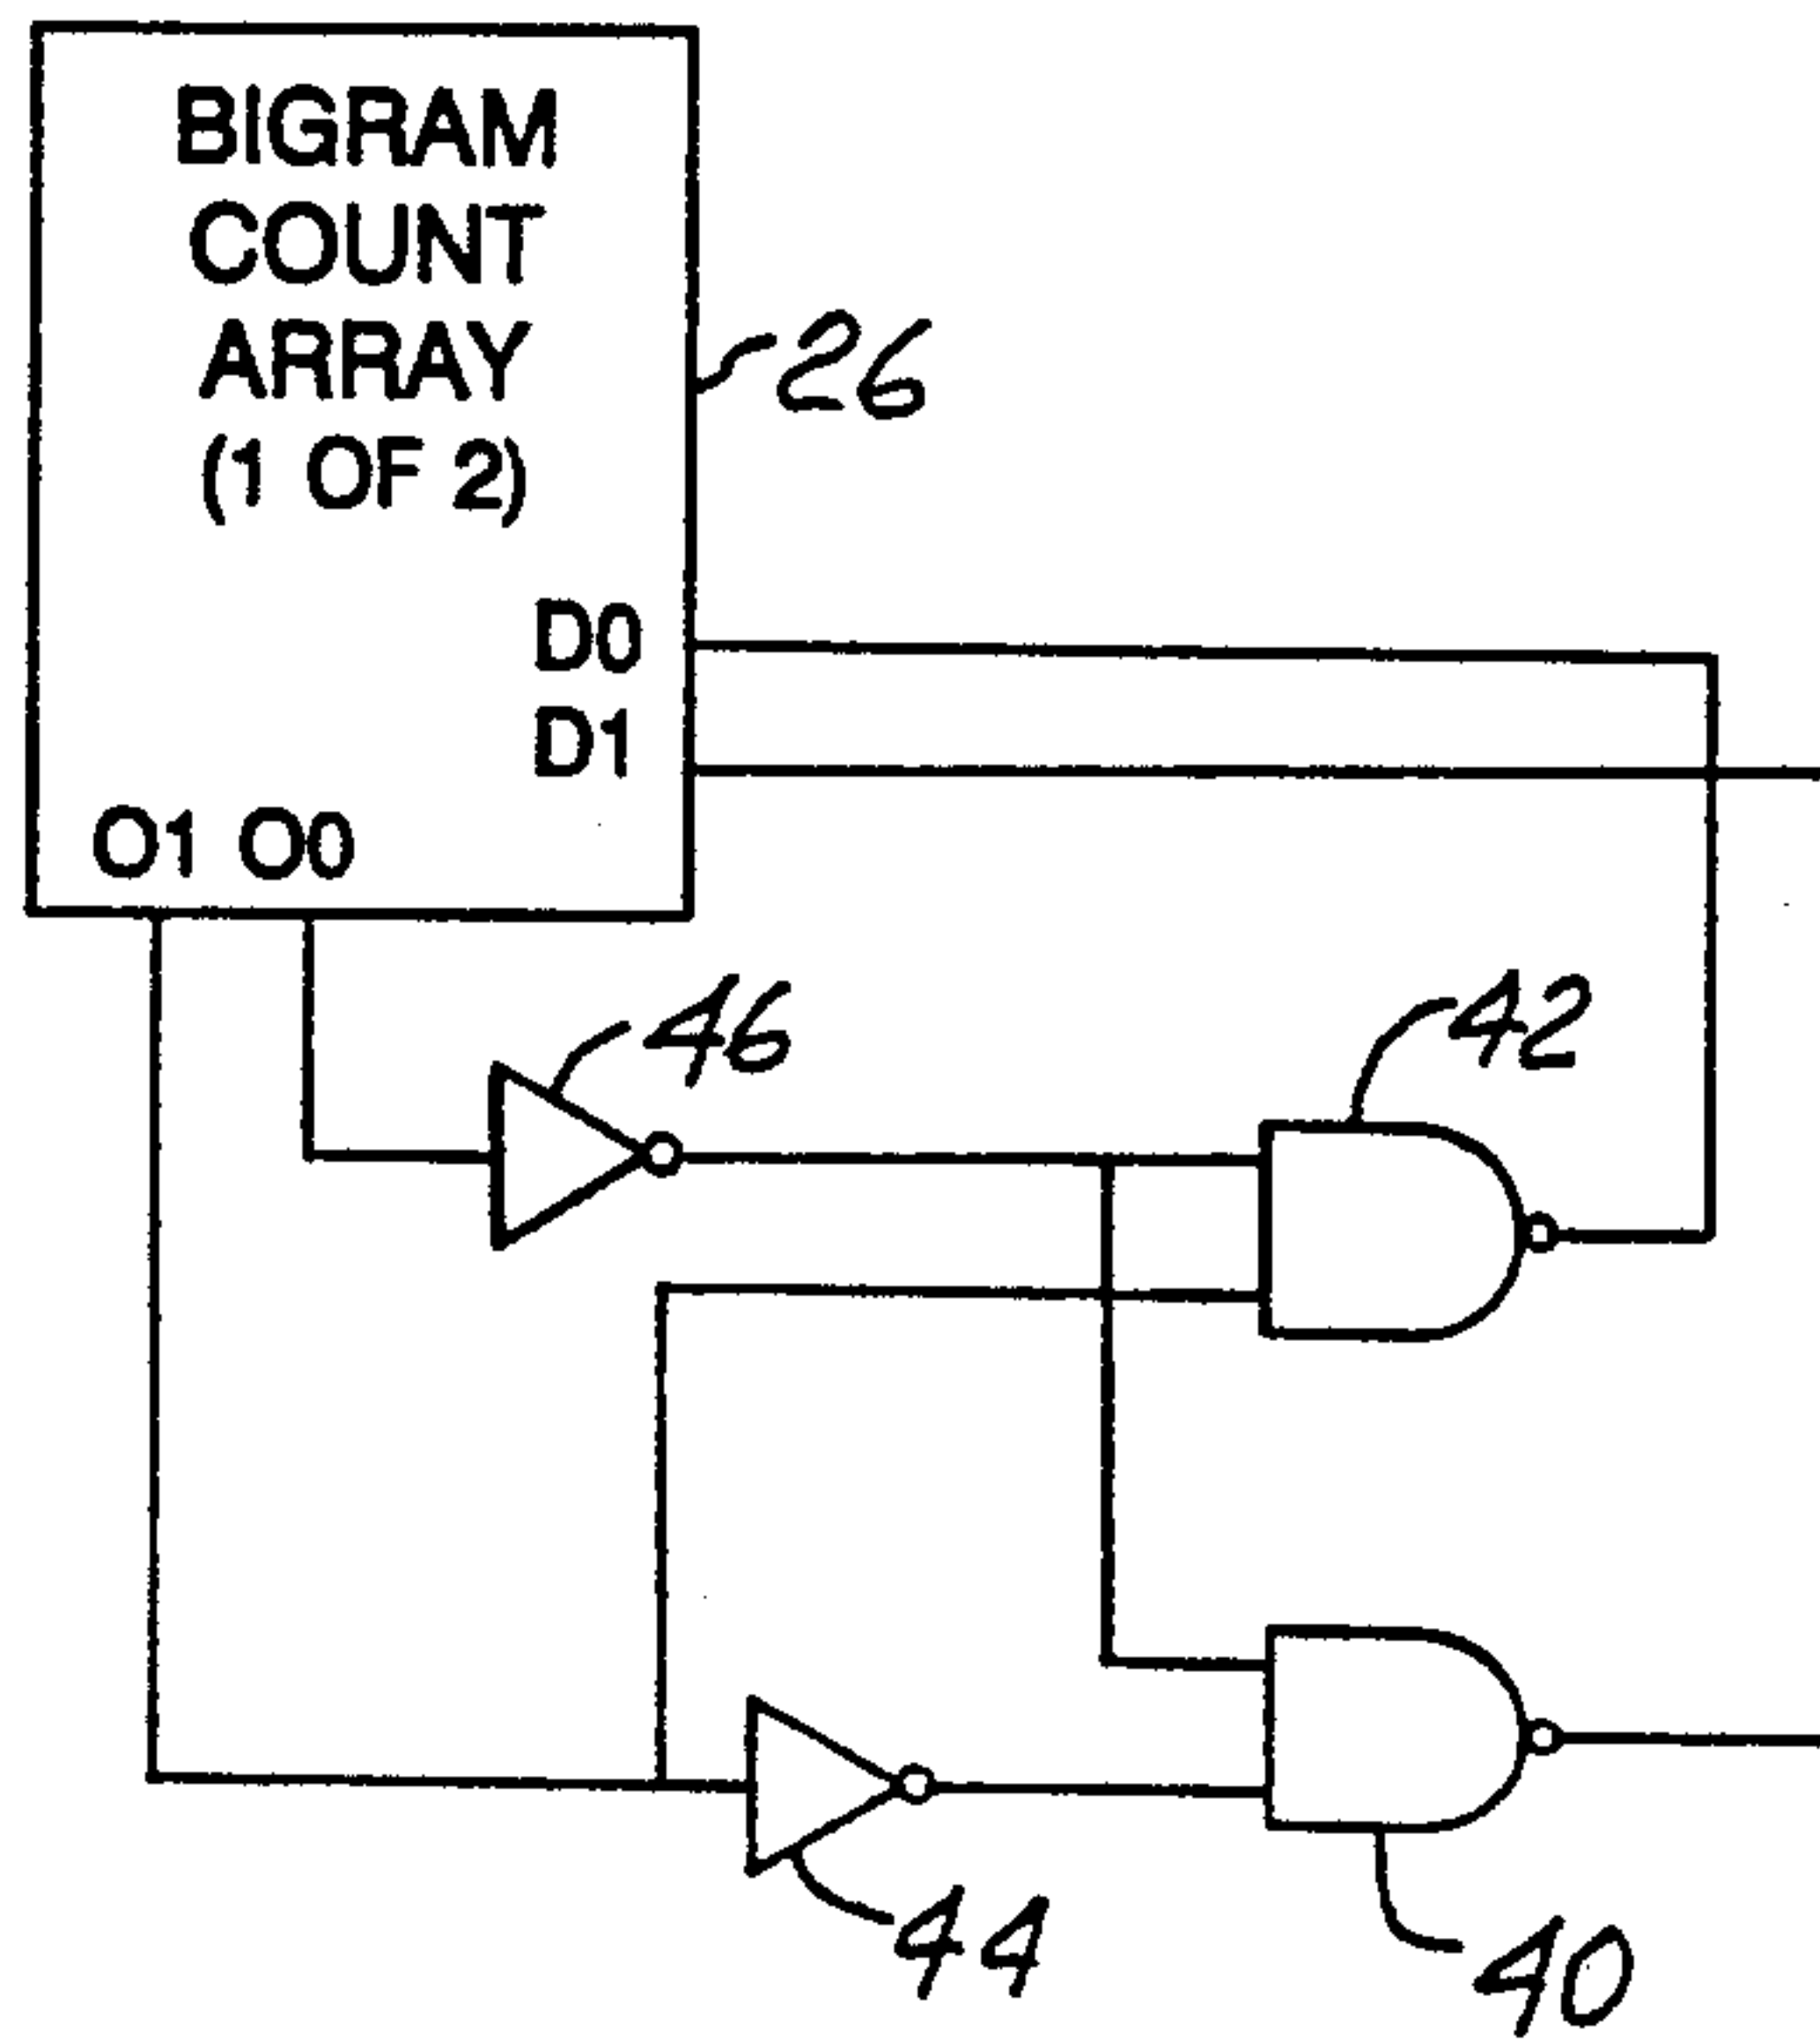 BIGRAM
COUNT
ARRAY
(1 OF 2)
26
D0
D1
O1 O0
46
42
44
40